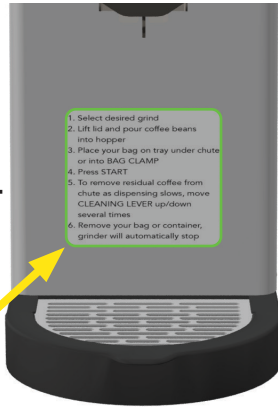 1. Select desired grind
2. Lift lid and pour coffee beans
into hopper
3. Place your bag on tray under chute
or into BAG CLAMP
4. Press START
5. To remove residual coffee from
chute as dispensing slows, move
CLEANING LEVER up/down
several times
6. Remove your bag or container,
grinder will automatically stop